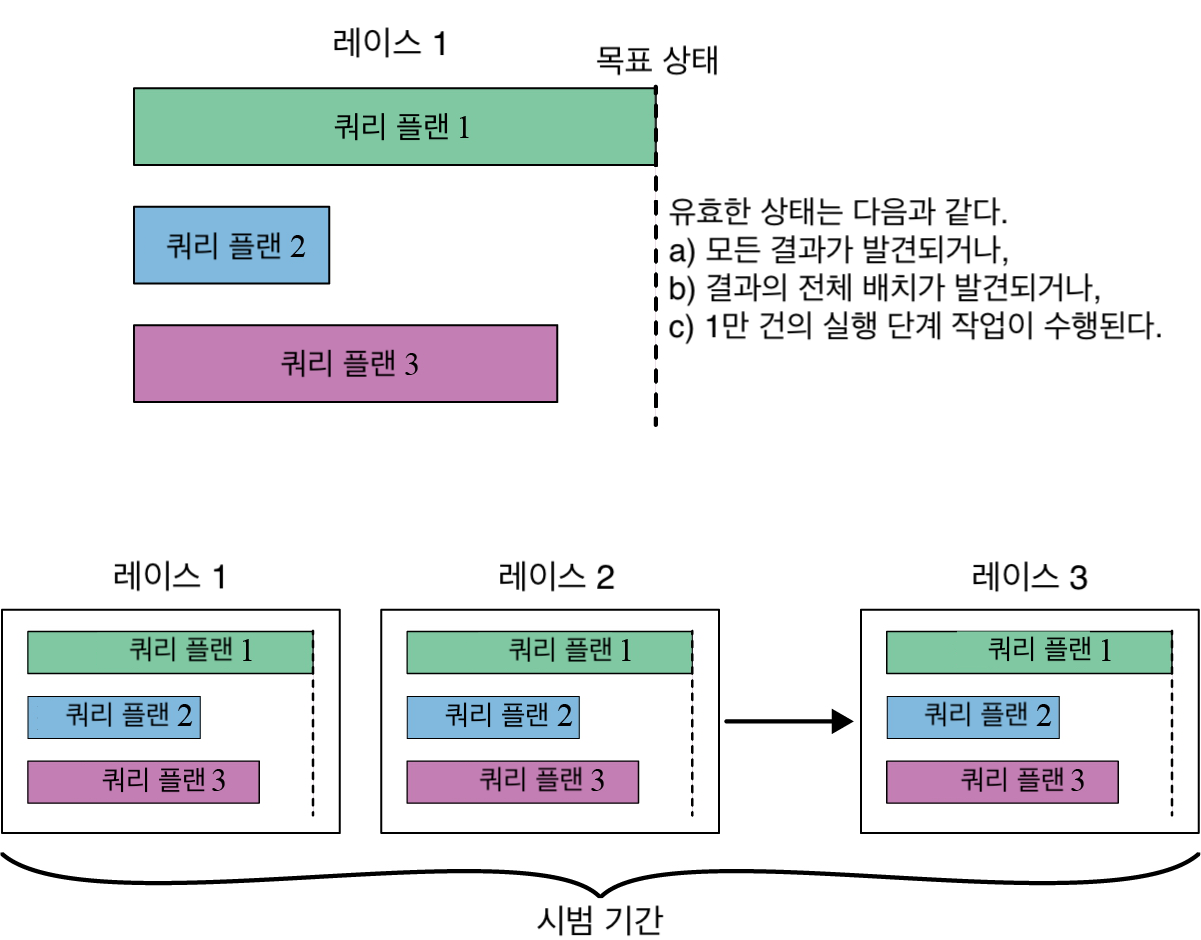 레이스 1
목표 상태
쿼리 플랜 1
쿼리 플랜 2
쿼리 플랜 3
유효한 상태는 다음과 같다.
a) 모든 결과가 발견되거나,
b) 결과의 전체 배치가 발견되거나,
c) 1만 건의 실행 단계 작업이 수행된다.
레이스 1
쿼리 플랜 1
쿼리 플랜 2
쿼리 플랜 3
레이스 2
쿼리 플랜 1
쿼리 플랜 2
쿼리 플랜 3
레이스 3
쿼리 플랜 1
쿼리 플랜 2
쿼리 플랜 3
시범 기간